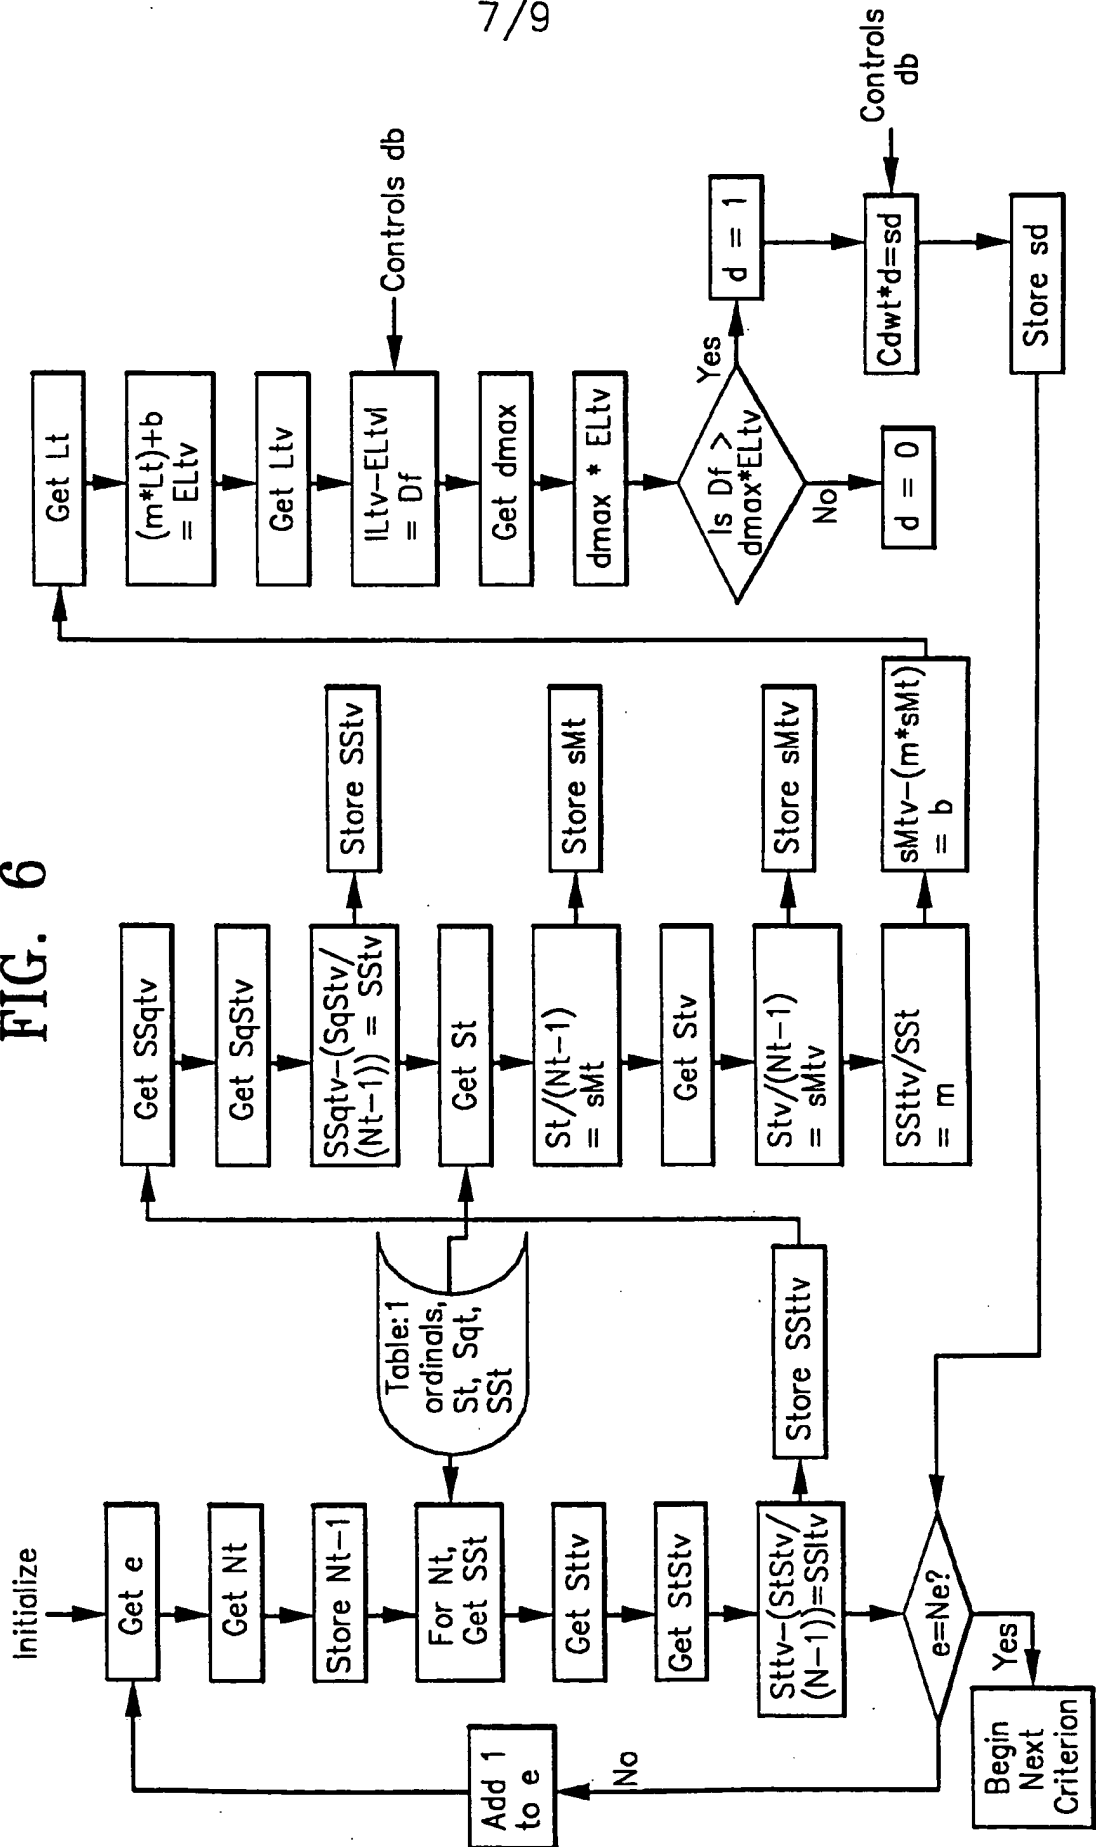 7/9
FIG. 6
Initialize
Get e
Get Nt
Store Nt-1
For Nt,
Get SSt
Get Sttv
Get StStv
Sttv-(StStv/
(N-1))=SSltv
e=Ne?
No
Add 1
to e
Yes
Begin
Next
Criterion
Store SSttv
Table:1
ordinals,
St, Sqt,
SSt
Get SSqtv
Get SqStv
SSqtv-(SqStv/
(Nt-1)) = SStv
Store SStv
Get St
St/(Nt-1)
= sMt
Store sMt
Get Stv
Stv/(Nt-1)
= sMtv
Store sMtv
SSttv/SSt
= m
sMtv-(m*sMt)
= b
Get Lt
(m*Lt)+b
= ELtv
Get Ltv
|Ltv-ELtv|
= Df
Controls db
Get dmax
dmax * ELtv
Is Df >
dmax*ELtv
Yes
No
d = 1
d = 0
Cdwt*d=sd
Controls
db
Store sd